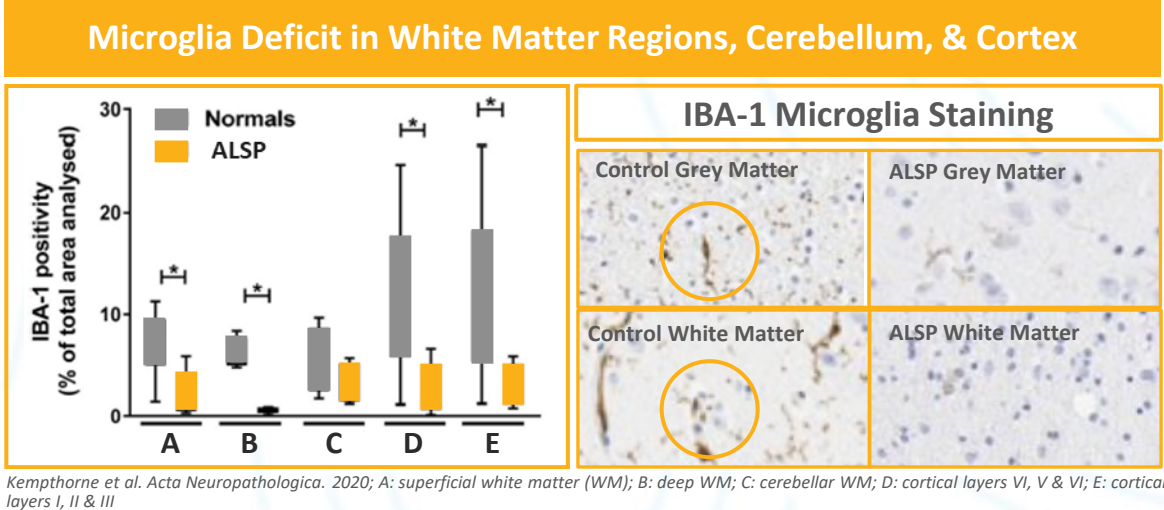 Microglia Deficit in White Matter Regions, Cerebellum, & Cortex
IBA-1 positivity
(% of total area analysed)
30
20
10
0
Normals
ALSP
*
*
*
*
A
B
C
D
E
IBA-1 Microglia Staining
Control Grey Matter
ALSP Grey Matter
Control White Matter
ALSP White Matter
Kempthorne et al. Acta Neuropathologica. 2020; A: superficial white matter (WM); B: deep WM; C: cerebellar WM; D: cortical layers VI, V & VI; E: cortical
layers I, II & III